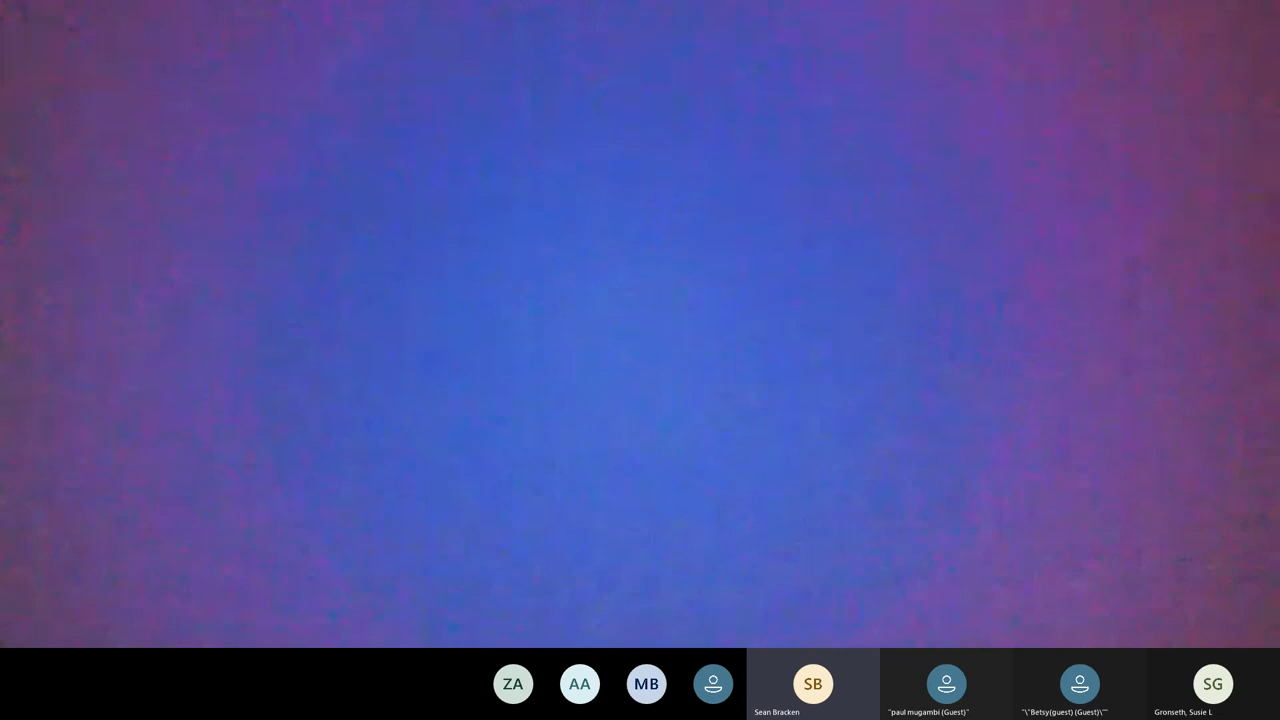 ZA
AA
MB
SB
SG
Sean Bracken
"paul mugambi (Guest)"
"\"Betsy(guest) (Guest)\""
Gronseth, Susie L